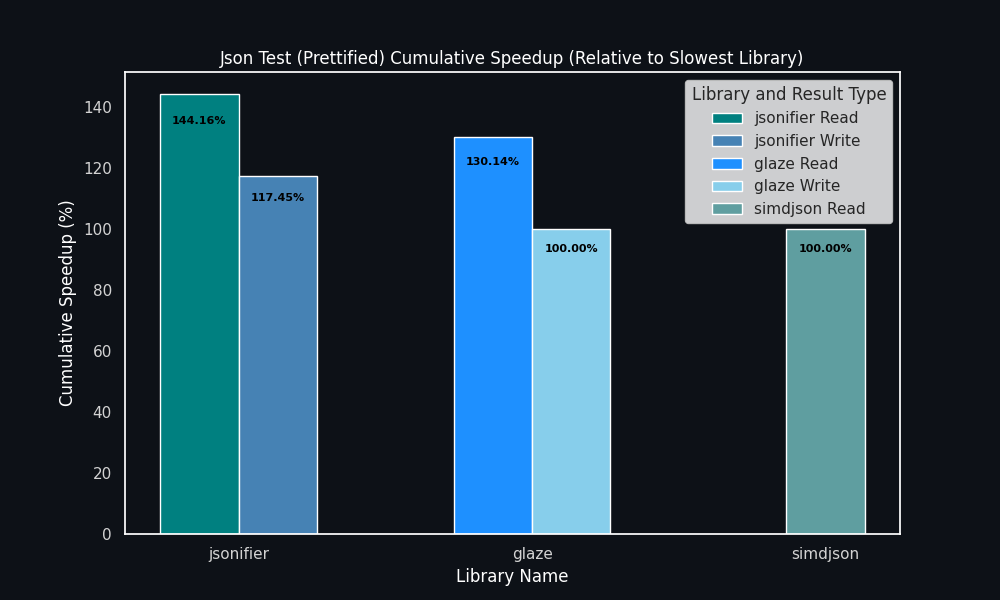 Json Test (Prettified) Cumulative Speedup (Relative to Slowest Library)
Cumulative Speedup (%)
140
120
100
80
60
40
20
0
144.16%
117.45%
130.14%
100.00%
100.00%
Library and Result Type
jsonifier Read
jsonifier Write
glaze Read
glaze Write
simdjson Read
jsonifier
glaze
simdjson
Library Name